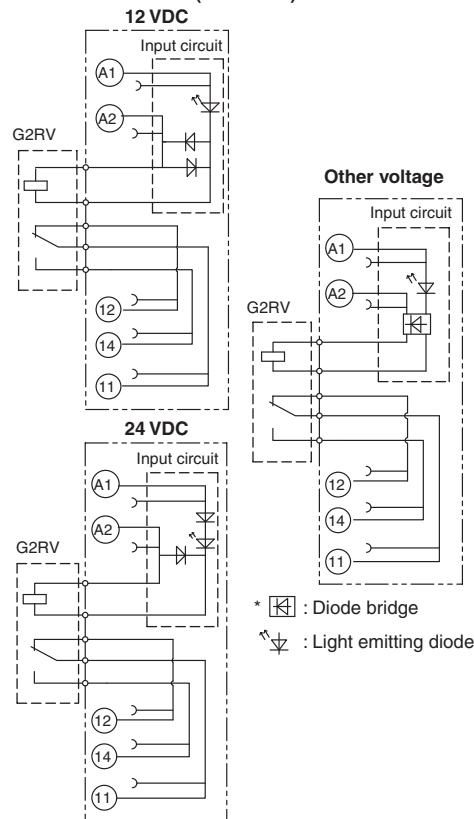 12 VDC
Input circuit
A1
A2
G2RV
12
14
11
24 VDC
Input circuit
A1
A2
G2RV
12
14
11
Other voltage
Input circuit
A1
A2
G2RV
12
14
11
* : Diode bridge
: Light emitting diode